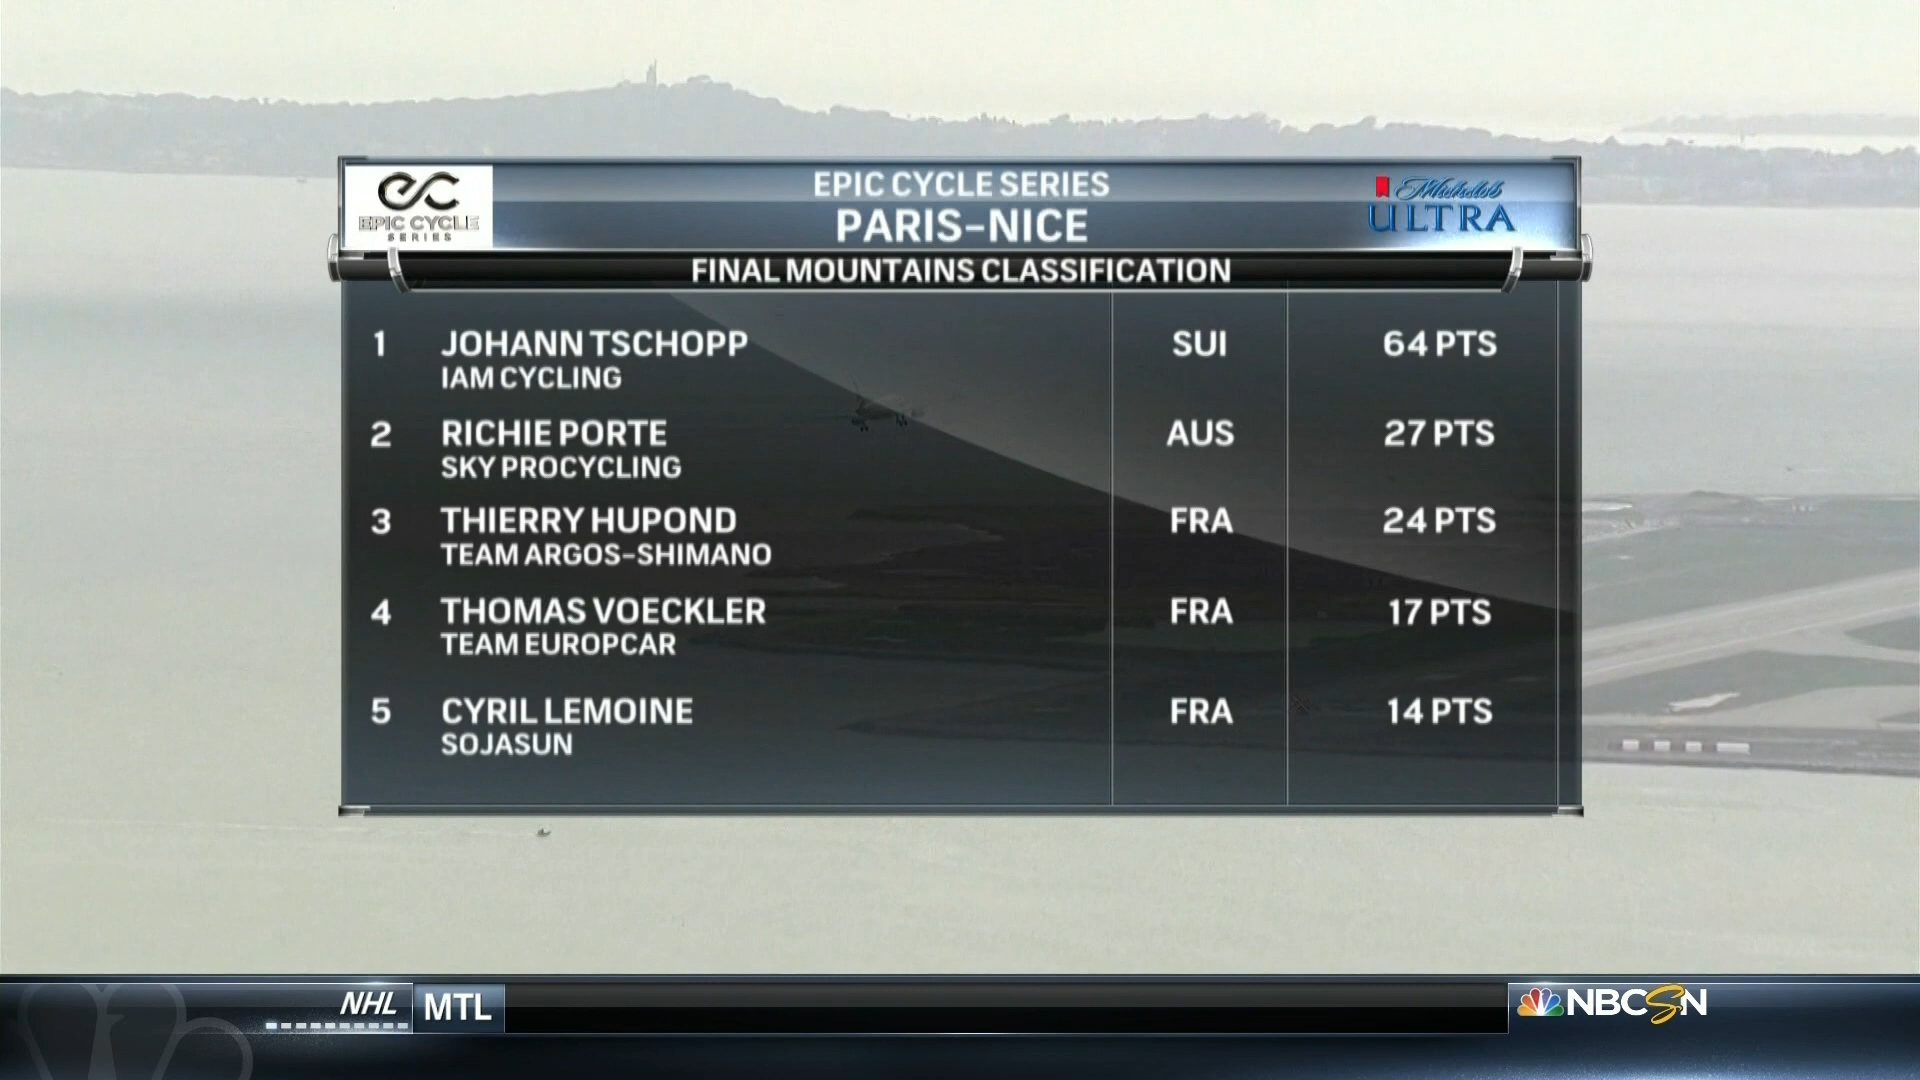 EC
EPIC CYCLE
SERIES
EPIC CYCLE SERIES
PARIS-NICE
Michelob
ULTRA
FINAL MOUNTAINS CLASSIFICATION
1 JOHANN TSCHOPP SUI 64 PTS
IAM CYCLING
2 RICHIE PORTE AUS 27 PTS
SKY PROCYCLING
3 THIERRY HUPOND FRA 24 PTS
TEAM ARGOS-SHIMANO
4 THOMAS VOECKLER FRA 17 PTS
TEAM EUROPCAR
5 CYRIL LEMOINE FRA 14 PTS
SOJASUN
NHL MTL NBCSN